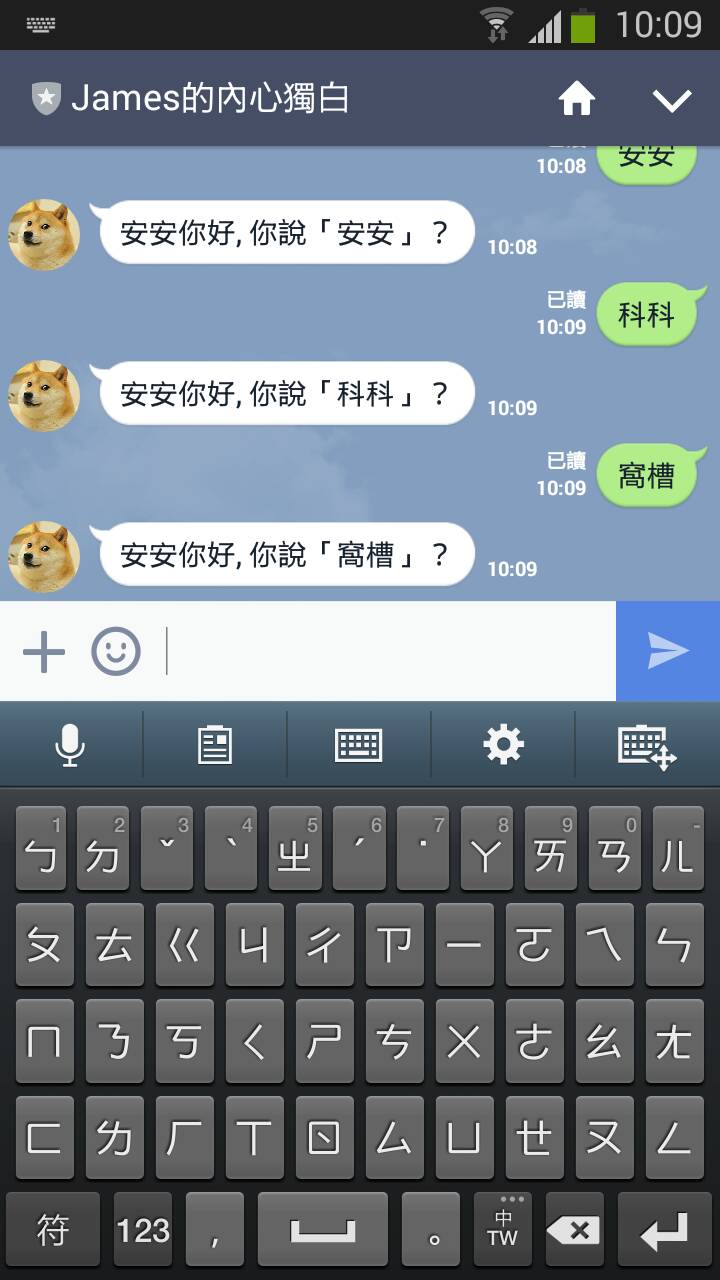 10:09
James的內心獨白
已讀
10:08
安安
安安你好, 你說「安安」？
10:08
已讀
10:09
科科
安安你好, 你說「科科」？
10:09
已讀
10:09
窩槽
安安你好, 你說「窩槽」？
10:09
1 2 3 4 5 6 7 8 9 0 -
ㄅ ㄉ ˇ ˋ ㄓ ˊ ˙ ㄚ ㄞ ㄢ ㄦ
ㄆ ㄊ ㄍ ㄐ ㄔ ㄗ ㄧ ㄛ ㄟ ㄣ
ㄇ ㄋ ㄎ ㄑ ㄕ ㄘ ㄨ ㄜ ㄠ ㄤ
ㄈ ㄌ ㄏ ㄒ ㄖ ㄙ ㄩ ㄝ ㄡ ㄥ
符 123 , 。 中
TW